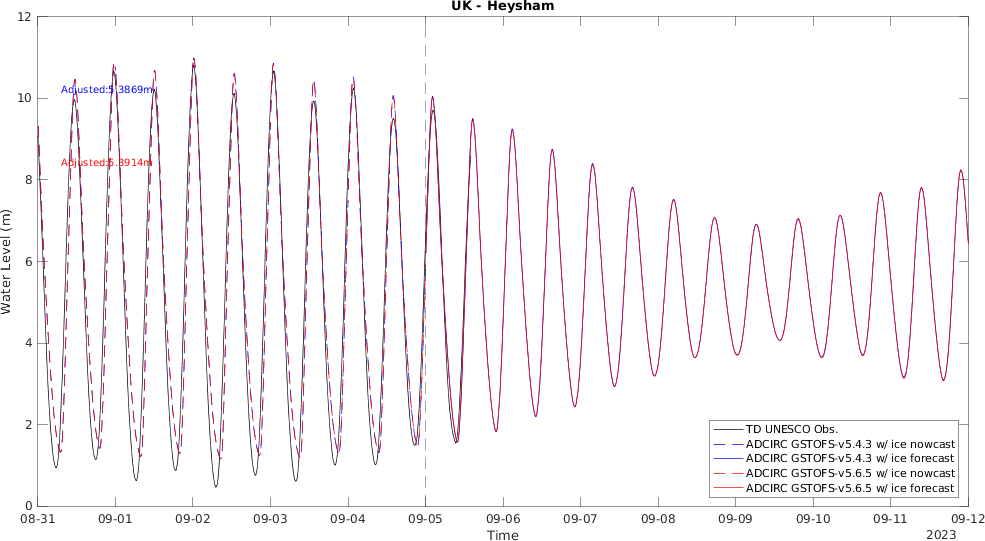 UK - Heysham
12
10
8
6
4
2
0
Water Level (m)
Adjusted:5.3869m
Adjusted:5.3914m
TD UNESCO Obs.
ADCIRC GSTOFS-v5.4.3 w/ ice nowcast
ADCIRC GSTOFS-v5.4.3 w/ ice forecast
ADCIRC GSTOFS-v5.6.5 w/ ice nowcast
ADCIRC GSTOFS-v5.6.5 w/ ice forecast
08-31 09-01 09-02 09-03 09-04 09-05 09-06 09-07 09-08 09-09 09-10 09-11 09-12
Time
2023